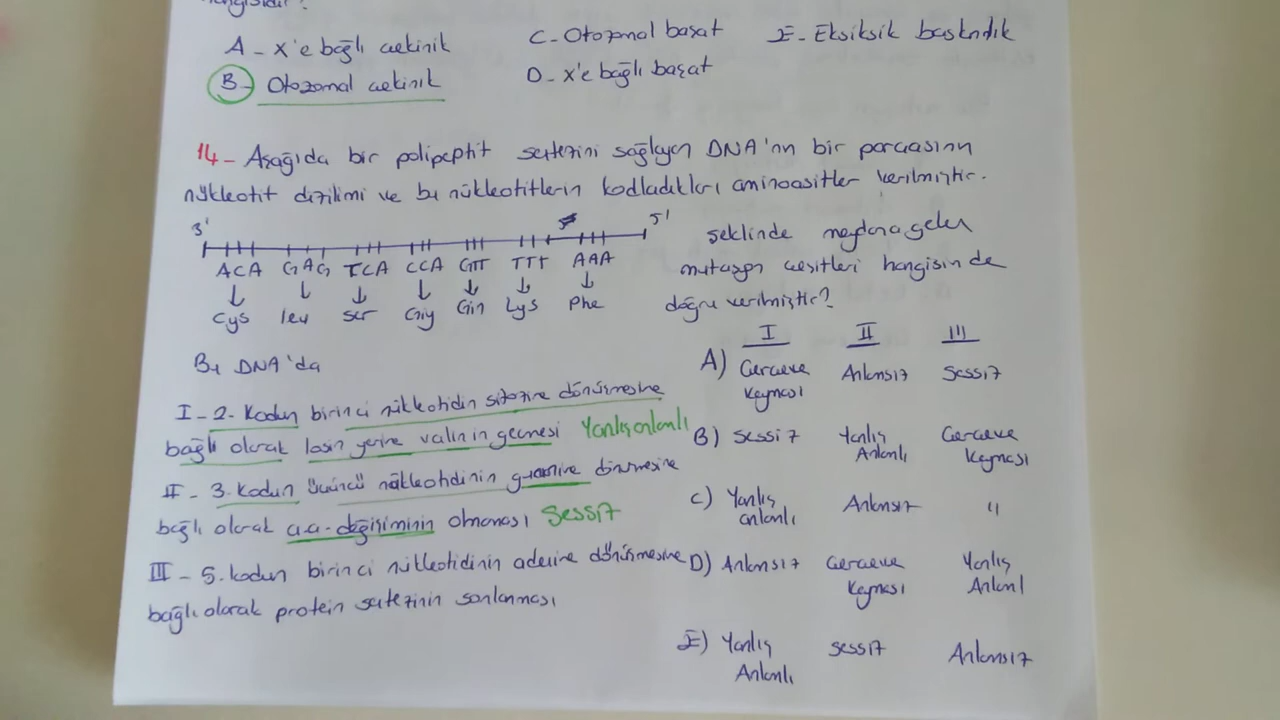 hangisidir?
A - X'e bağlı çekinik
B - Otozomal çekinik
C - Otozomal başat
D - X'e bağlı başat
E - Eksiksik baskınlık
14 - Aşağıda bir polipeptit sentezini sağlayan DNA'nın bir parçasının
nükleotit dizilimi ve bu nükleotitlerin kodladıkları aminoasitler verilmiştir.
3' 5'
ACA GAG TCA CCA GTT TTT AAA
Cys leu ser Gly Gin Lys Phe
Bu DNA'da
I - 2. Kodun birinci nükleotidin sitozine dönüşmesine
bağlı olarak lösin yerine valinin geçmesi Yanlış anlamlı
II - 3. Kodun üçüncü nükleotidinin guanine dönüşmesine
bağlı olarak a.a. değişiminin olmaması Sessiz
III - 5. kodun birinci nükleotidinin adenine dönüşmesine
bağlı olarak protein sentezinin sonlanması
şeklinde meydana gelen
mutasyon çeşitleri hangisinde
doğru verilmiştir?
I II III
A) Çerçeve Kayması Anlamsız Sessiz
B) Sessiz Yanlış Anlamlı Çerçeve Kayması
C) Yanlış anlamlı Anlamsız "
D) Anlamsız Çerçeve Kayması Yanlış Anlamlı
E) Yanlış Anlamlı Sessiz Anlamsız